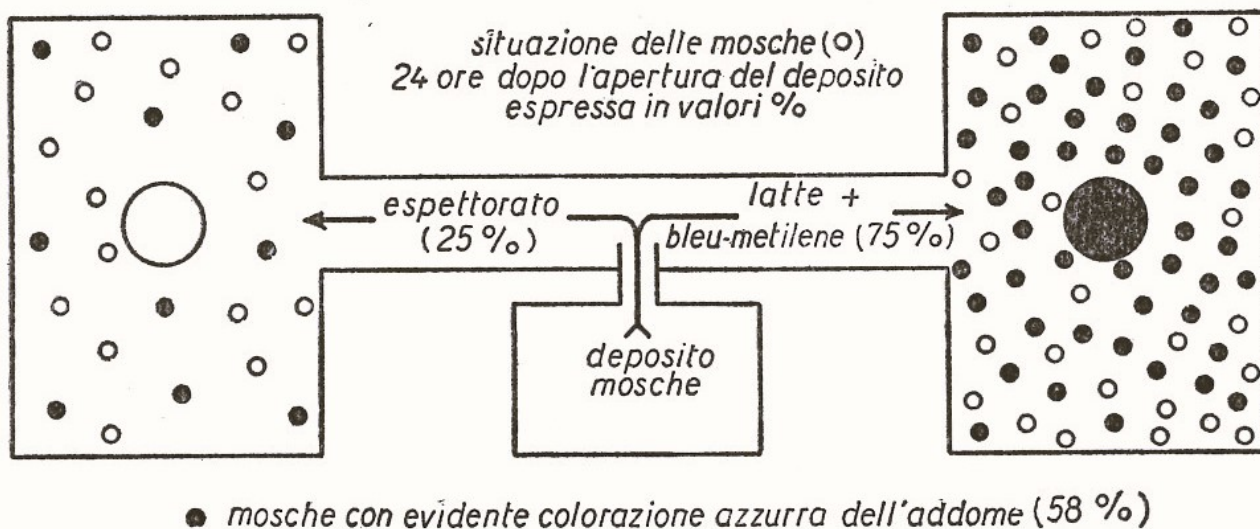 situazione delle mosche (o)
24 ore dopo l'apertura del deposito
espressa in valori %
espettorato
(25%)
latte +
bleu-metilene (75%)
deposito
mosche
● mosche con evidente colorazione azzurra dell'addome (58 %)